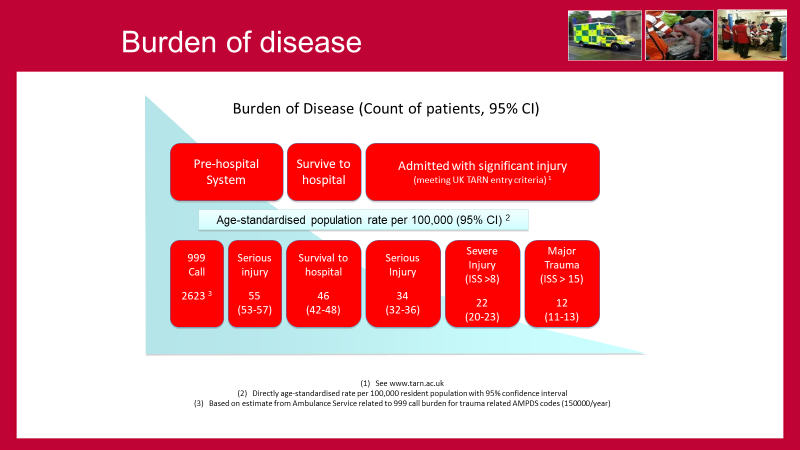 Burden of disease
Burden of Disease (Count of patients, 95% CI)
Pre-hospital
System
Survive to
hospital
Admitted with significant injury
(meeting UK TARN entry criteria) 1
Age-standardised population rate per 100,000 (95% CI) 2
999
Call
2623 3
Serious
injury
55
(53-57)
Survival to
hospital
46
(42-48)
Serious
Injury
34
(32-36)
Severe
Injury
(ISS >8)
22
(20-23)
Major
Trauma
(ISS > 15)
12
(11-13)
(1) See www.tarn.ac.uk
(2) Directly age-standardised rate per 100,000 resident population with 95% confidence interval
(3) Based on estimate from Ambulance Service related to 999 call burden for trauma related AMPDS codes (150000/year)